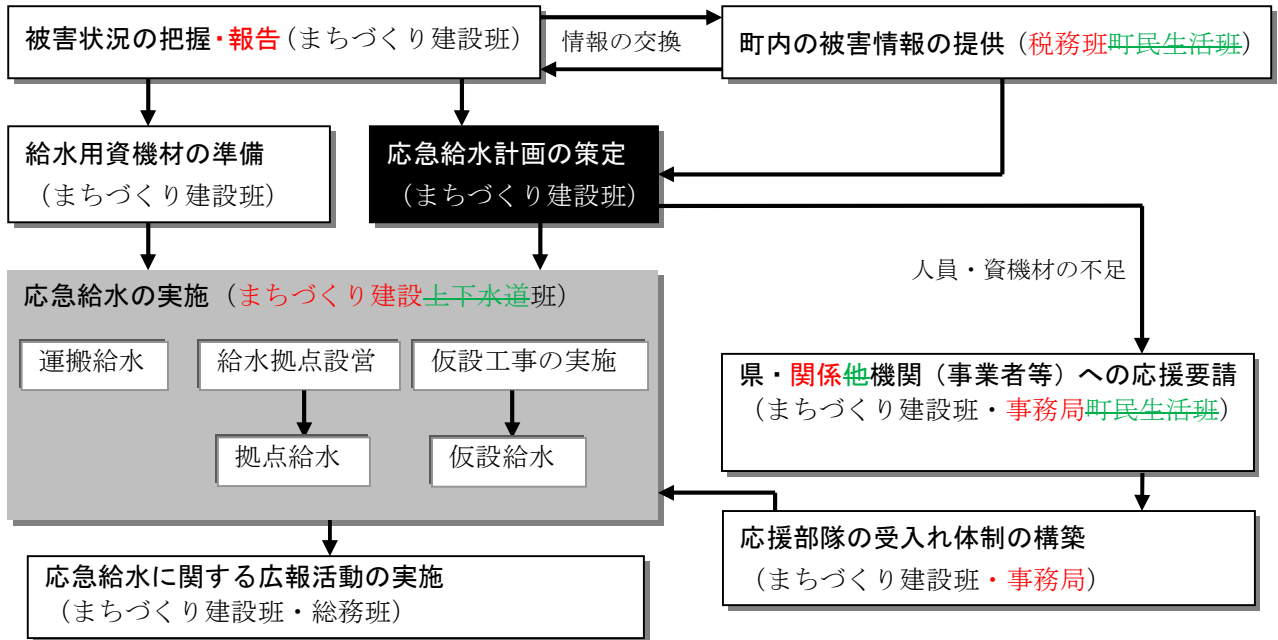 被害状況の把握・報告（まちづくり建設班）
情報の交換
町内の被害情報の提供（税務班町民生活班）
給水用資機材の準備
（まちづくり建設班）
応急給水計画の策定
（まちづくり建設班）
人員・資機材の不足
応急給水の実施（まちづくり建設上下水道班）
運搬給水
給水拠点設営
仮設工事の実施
拠点給水
仮設給水
県・関係他機関（事業者等）への応援要請
（まちづくり建設班・事務局町民生活班）
応援部隊の受入れ体制の構築
（まちづくり建設班・事務局）
応急給水に関する広報活動の実施
（まちづくり建設班・総務班）